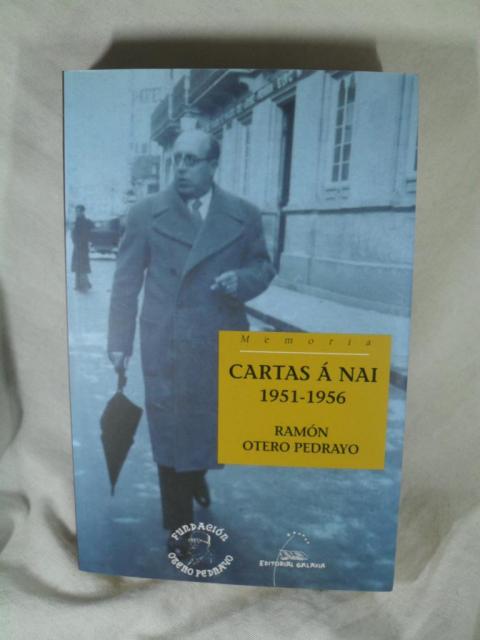 Memoria
CARTAS Á NAI
1951-1956
RAMÓN
OTERO PEDRAYO
FUNDACIÓN
OTERO PEDRAYO
EDITORIAL GALAXIA